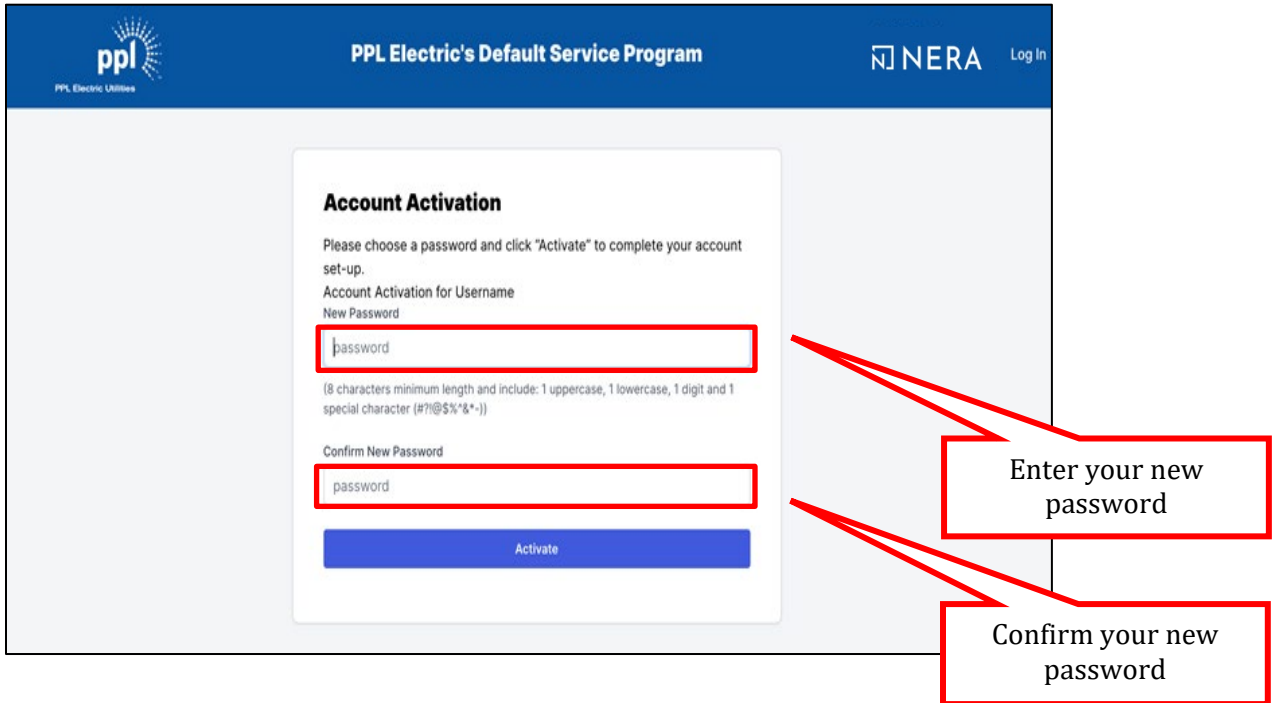 ppl
PPL Electric Utilities
PPL Electric's Default Service Program
NERA
Log In
Account Activation
Please choose a password and click "Activate" to complete your account
set-up.
Account Activation for Username
New Password
password
(8 characters minimum length and include: 1 uppercase, 1 lowercase, 1 digit and 1
special character (#?!@$%^&*-))
Confirm New Password
password
Activate
Enter your new
password
Confirm your new
password